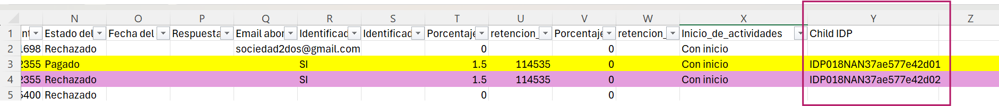 N O P Q R S T U V W X Y Z
1 nt Estado del Fecha del Respuesta Email abor Identificad Identificad Porcentaje retencion_ Porcentaje retencion_ Inicio_de_actividades Child IDP
2 1698 Rechazado sociedad2dos@gmail.com 0 0 Con inicio
3 2355 Pagado SI 1.5 114535 0 Con inicio IDP018NAN37ae577e42d01
4 2355 Rechazado SI 1.5 114535 0 Con inicio IDP018NAN37ae577e42d02
5 5400 Rechazado 0 0